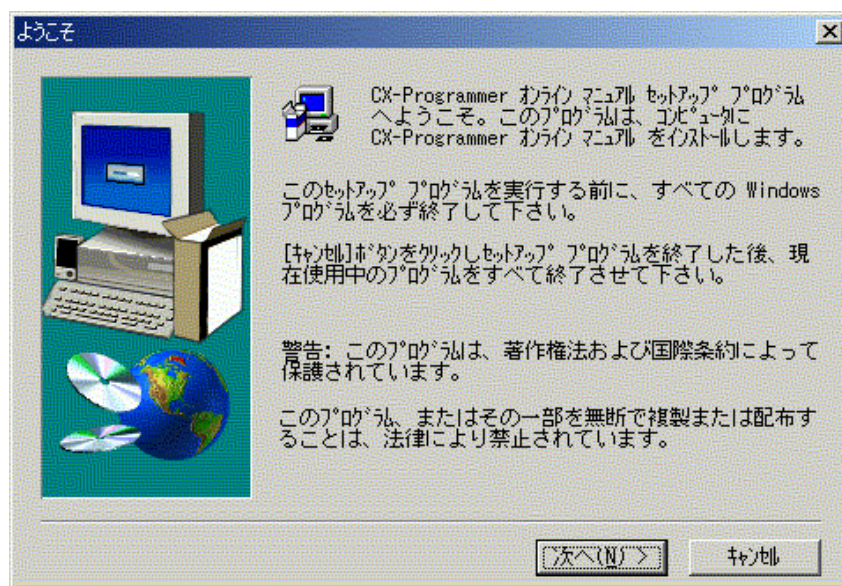 ようこそ
CX-Programmer ｵﾝﾗｲﾝ ﾏﾆｭｱﾙ ｾｯﾄｱｯﾌﾟ ﾌﾟﾛｸﾞﾗﾑ
へようこそ。このﾌﾟﾛｸﾞﾗﾑは、ｺﾝﾋﾟｭｰﾀに
CX-Programmer ｵﾝﾗｲﾝ ﾏﾆｭｱﾙ をｲﾝｽﾄｰﾙします。
このｾｯﾄｱｯﾌﾟ ﾌﾟﾛｸﾞﾗﾑを実行する前に、すべての Windows
ﾌﾟﾛｸﾞﾗﾑを必ず終了して下さい。
[ｷｬﾝｾﾙ]ﾎﾞﾀﾝをｸﾘｯｸしｾｯﾄｱｯﾌﾟ ﾌﾟﾛｸﾞﾗﾑを終了した後、現
在使用中のﾌﾟﾛｸﾞﾗﾑをすべて終了させて下さい。
警告: このﾌﾟﾛｸﾞﾗﾑは、著作権法および国際条約によって
保護されています。
このﾌﾟﾛｸﾞﾗﾑ、またはその一部を無断で複製または配布す
ることは、法律により禁止されています。
次へ(N) >
ｷｬﾝｾﾙ